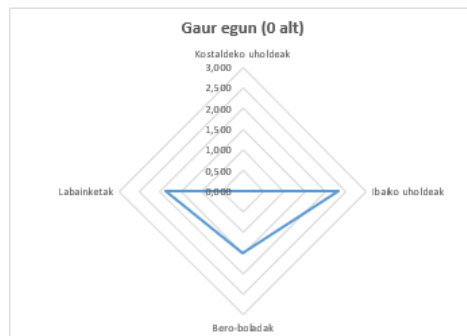 Gaur egun (0 alt)
Kostaldeko uholdeak
3,000
2,500
2,000
1,500
1,000
0,500
0,000
Labainketak
Ibaiko uholdeak
Bero-boladak